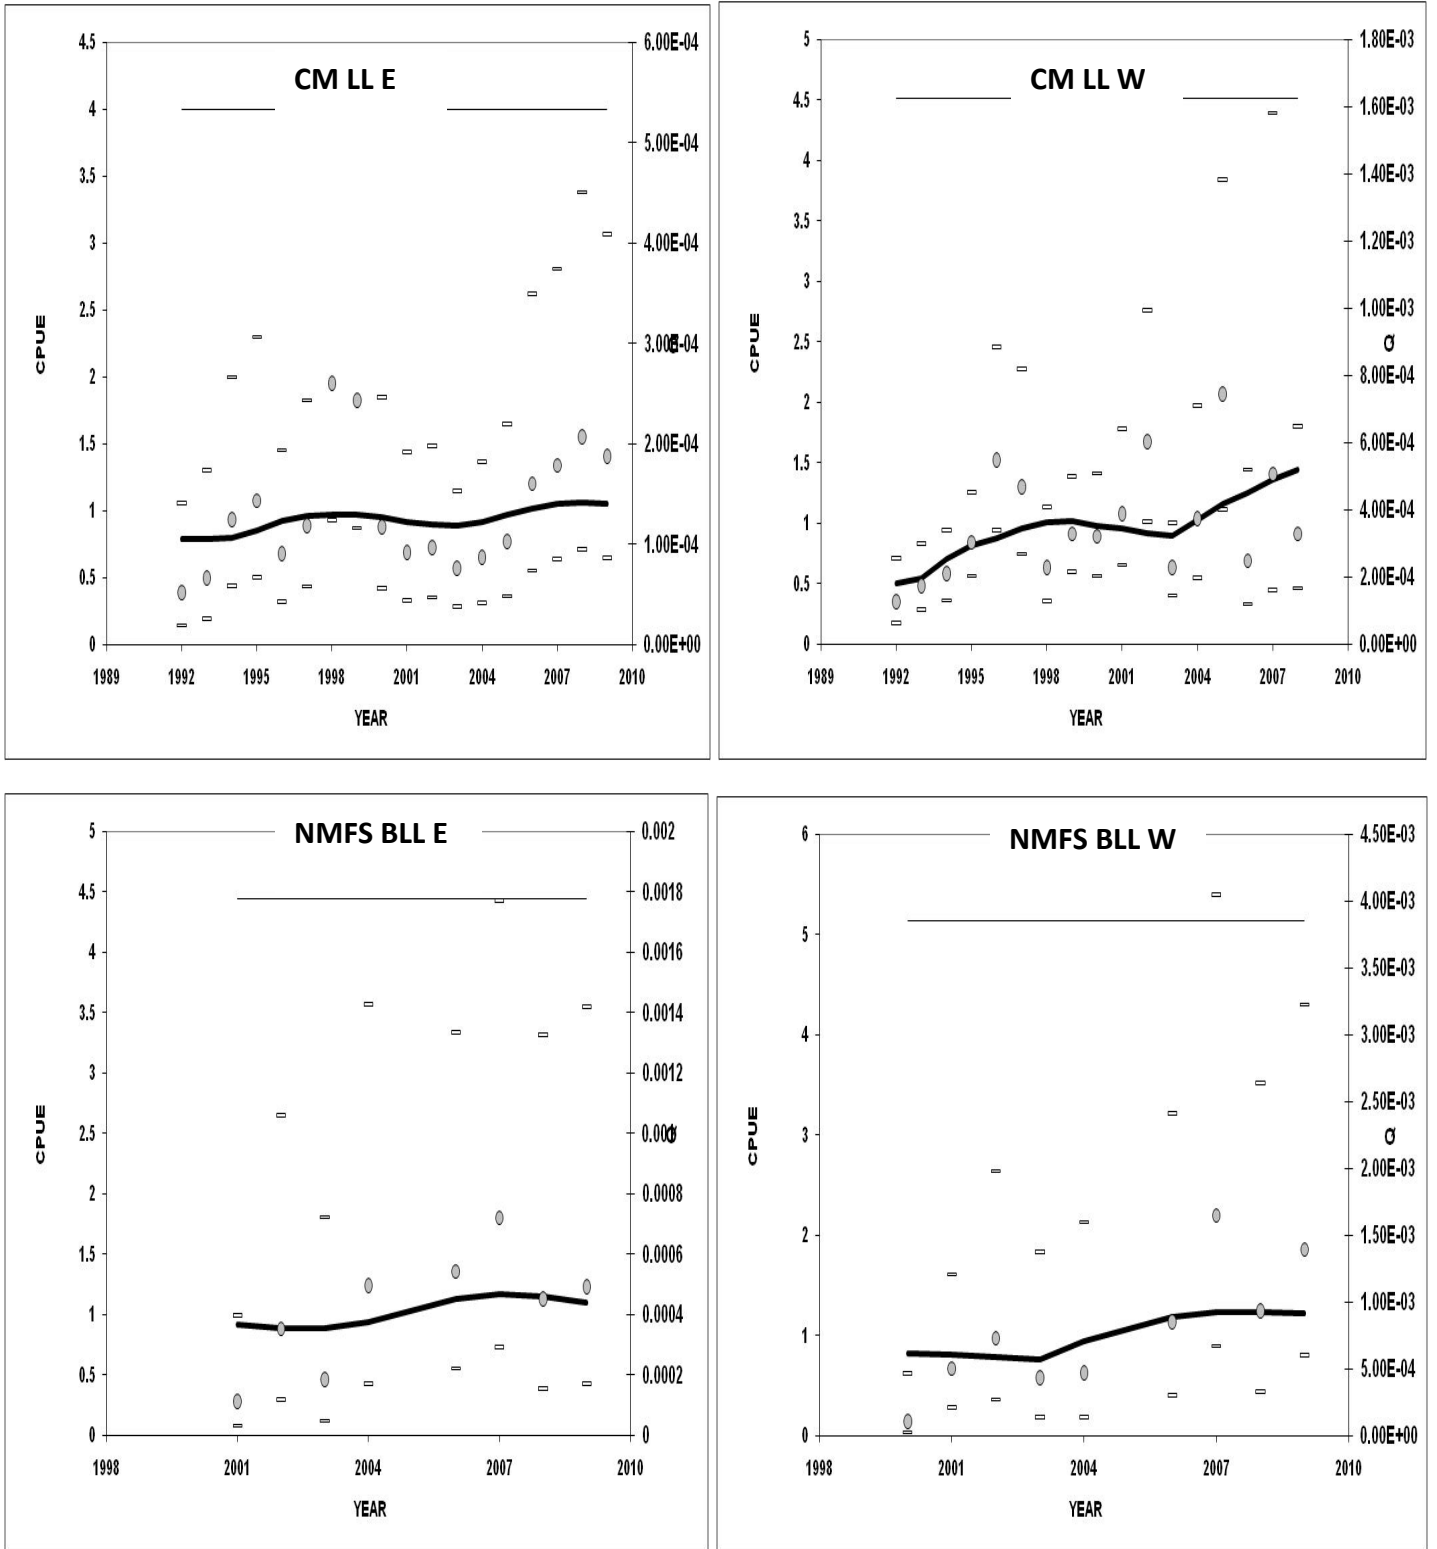 CM LL E
4.5
4
3.5
3
2.5
2
1.5
1
0.5
0
6.00E-04
5.00E-04
4.00E-04
2.00E-04
1.00E-04
0.00E+00
CPUE
1989 1992 1995 1998 2001 2004 2007 2010
YEAR
CM LL W
5
4.5
4
3.5
3
2.5
2
1.5
1
0.5
0
1.80E-03
1.60E-03
1.40E-03
1.20E-03
1.00E-03
8.00E-04
6.00E-04
4.00E-04
2.00E-04
0.00E+00
CPUE
Q
1989 1992 1995 1998 2001 2004 2007 2010
YEAR
NMFS BLL E
5
4.5
4
3.5
3
2.5
2
1.5
1
0.5
0
0.002
0.0018
0.0016
0.0014
0.0012
0.0008
0.0006
0.0004
0.0002
0
CPUE
1998 2001 2004 2007 2010
YEAR
NMFS BLL W
6
5
4
3
2
1
0
4.50E-03
4.00E-03
3.50E-03
3.00E-03
2.50E-03
2.00E-03
1.50E-03
1.00E-03
5.00E-04
0.00E+00
CPUE
Q
1998 2001 2004 2007 2010
YEAR